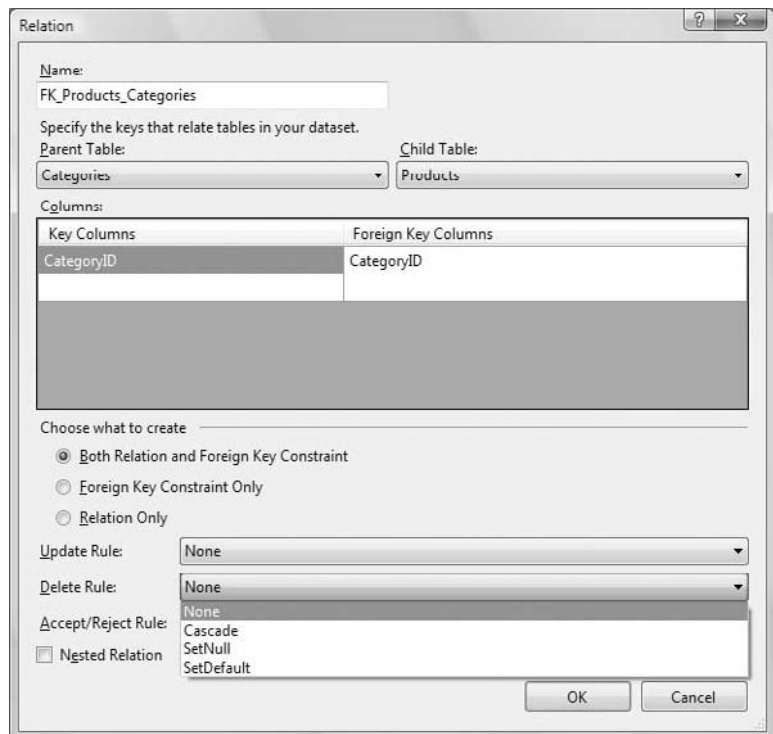 Relation
Name:
FK_Products_Categories
Specify the keys that relate tables in your dataset.
Parent Table:
Child Table:
Categories
Products
Columns:
Key Columns
Foreign Key Columns
CategoryID
CategoryID
Choose what to create
Both Relation and Foreign Key Constraint
Foreign Key Constraint Only
Relation Only
Update Rule:
None
Delete Rule:
None
None
Accept/Reject Rule:
Cascade
SetNull
Nested Relation
SetDefault
OK
Cancel